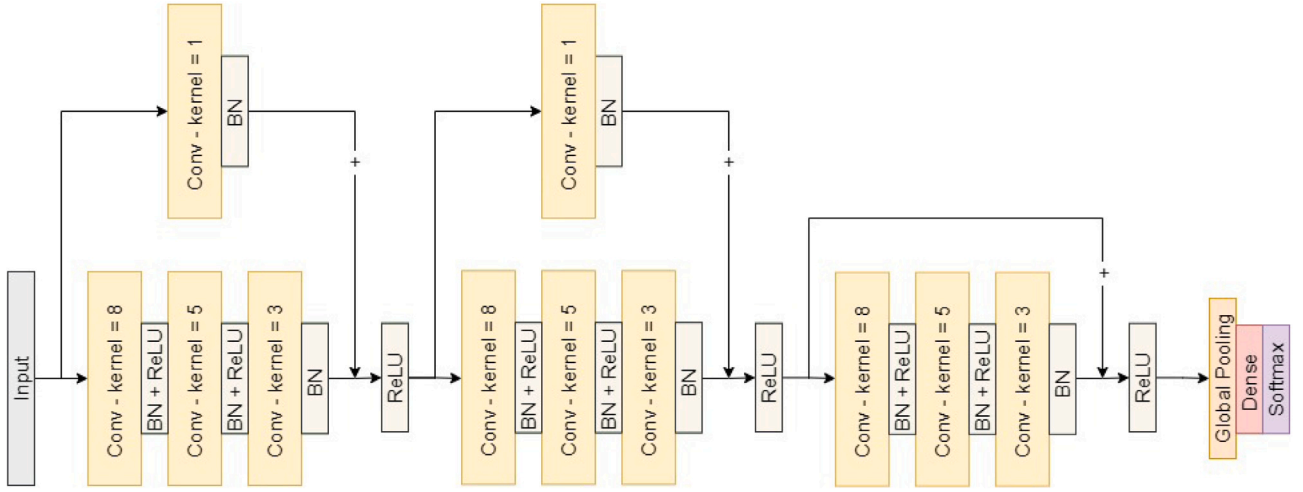 Input
Conv - kernel = 1
BN
+
Conv - kernel = 8
BN + ReLU
Conv - kernel = 5
BN + ReLU
Conv - kernel = 3
BN
ReLU
Conv - kernel = 1
BN
+
Conv - kernel = 8
BN + ReLU
Conv - kernel = 5
BN + ReLU
Conv - kernel = 3
BN
ReLU
+
Conv - kernel = 8
BN + ReLU
Conv - kernel = 5
BN + ReLU
Conv - kernel = 3
BN
ReLU
Global Pooling
Dense
Softmax